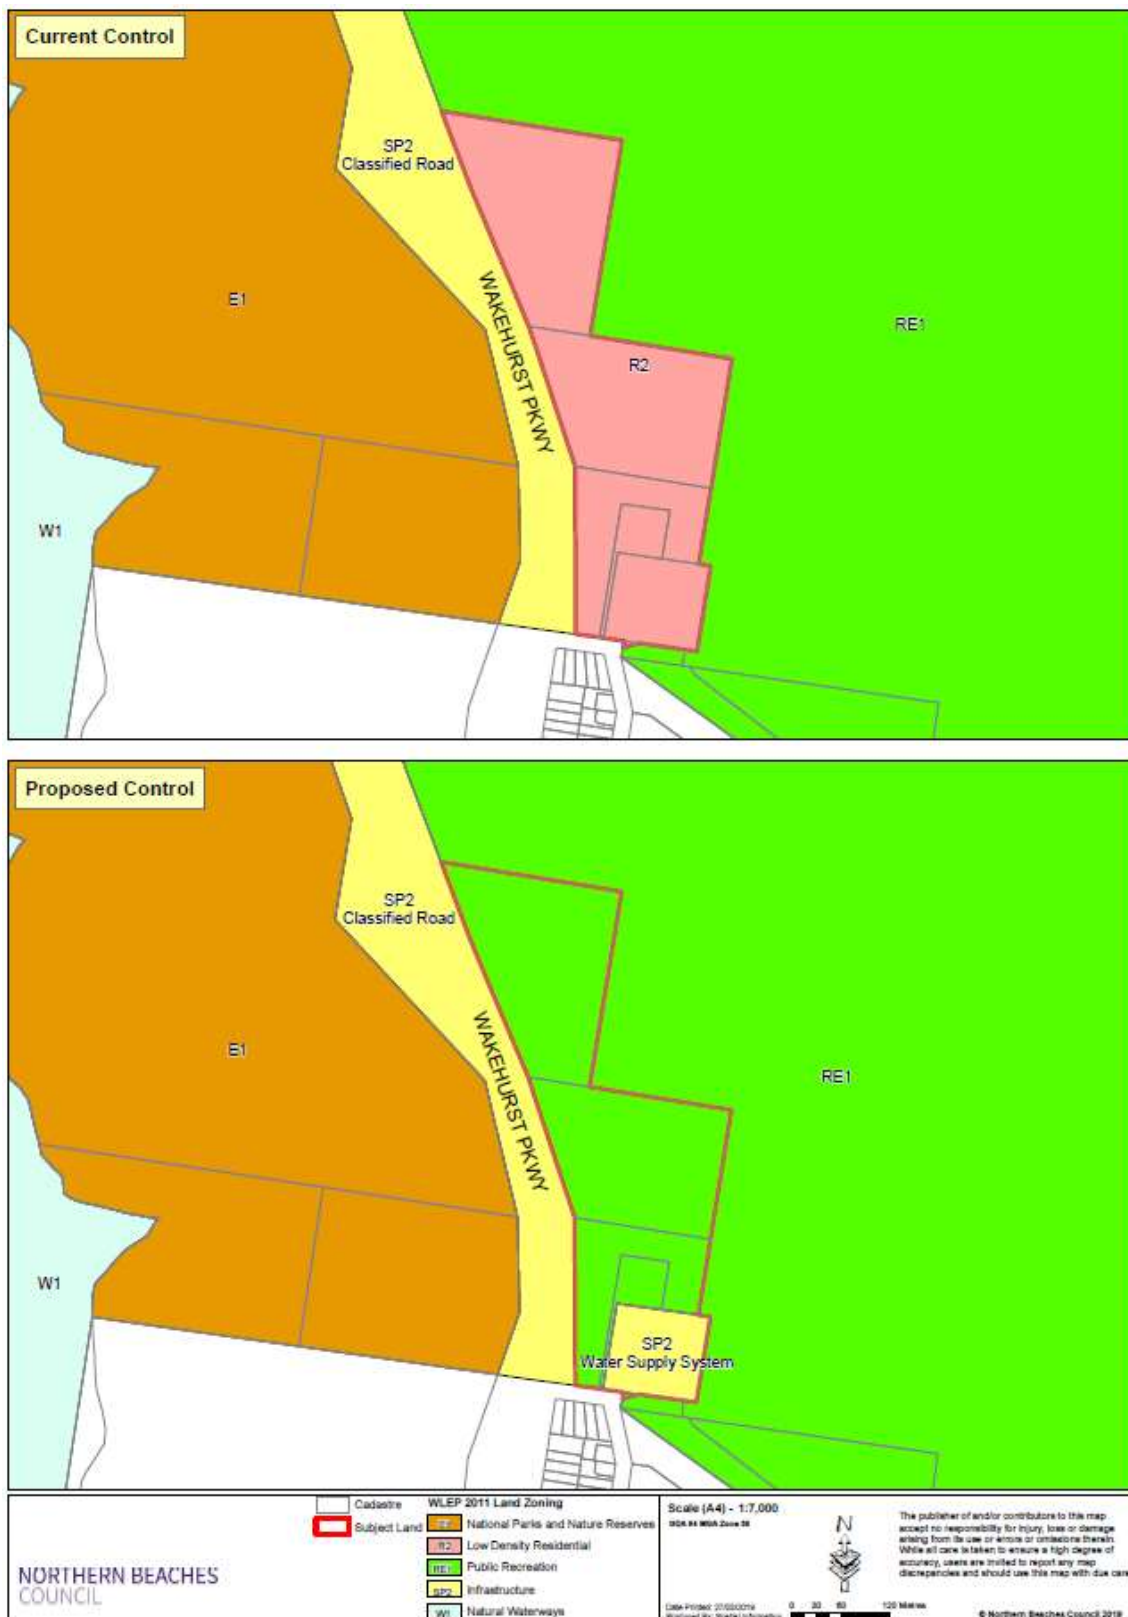 Current Control
SP2
Classified Road
WAKEHURST PKWY
E1
RE1
R2
W1
Proposed Control
SP2
Classified Road
WAKEHURST PKWY
E1
RE1
W1
SP2
Water Supply System
NORTHERN BEACHES
COUNCIL
Cadastre
Subject Land
WLEP 2011 Land Zoning
E1 National Parks and Nature Reserves
R2 Low Density Residential
RE1 Public Recreation
SP2 Infrastructure
W1 Natural Waterways
Scale (A4) - 1:7,000
N
The publisher of and/or contributors to this map
accept no responsibility for injury, loss or damage
arising from its use or errors or omissions therein.
While all care is taken to ensure a high degree of
accuracy, users are invited to report any map
discrepancies and should use this map with due care
0 30 60 120 Metres
© Northern Beaches Council 2019